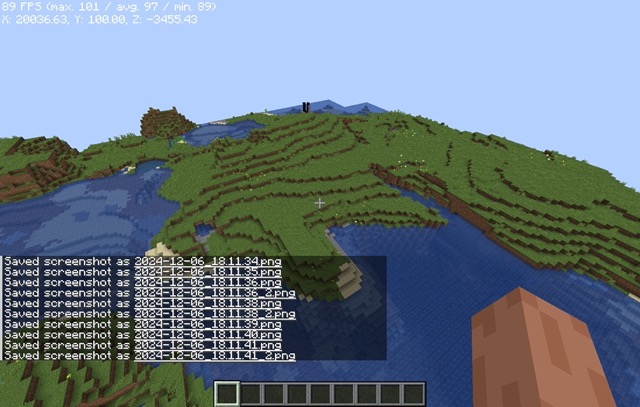 89 FPS (max. 101 / avg. 97 / min. 89)
X: 20036.63, Y: 100.00, Z: -3455.43
Saved screenshot as 2024-12-06_18.11.34.png
Saved screenshot as 2024-12-06_18.11.35.png
Saved screenshot as 2024-12-06_18.11.36.png
Saved screenshot as 2024-12-06_18.11.36_2.png
Saved screenshot as 2024-12-06_18.11.38.png
Saved screenshot as 2024-12-06_18.11.38_2.png
Saved screenshot as 2024-12-06_18.11.39.png
Saved screenshot as 2024-12-06_18.11.40.png
Saved screenshot as 2024-12-06_18.11.41.png
Saved screenshot as 2024-12-06_18.11.41_2.png